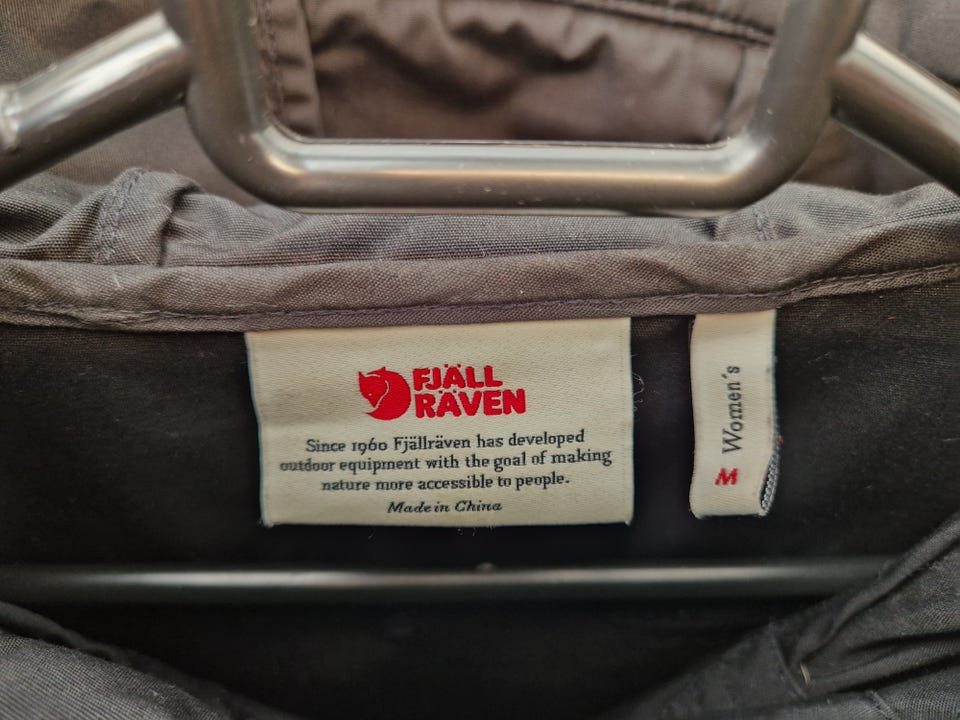 FJÄLL
RÄVEN
Since 1960 Fjällräven has developed
outdoor equipment with the goal of making
nature more accessible to people.
Made in China
Women´s
M